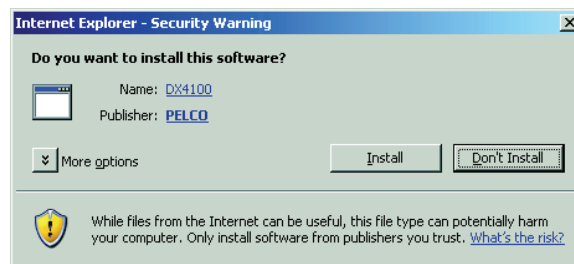 Internet Explorer - Security Warning
Do you want to install this software?
Name: DX4100
Publisher: PELCO
More options
Install
Don't Install
While files from the Internet can be useful, this file type can potentially harm
your computer. Only install software from publishers you trust. What's the risk?